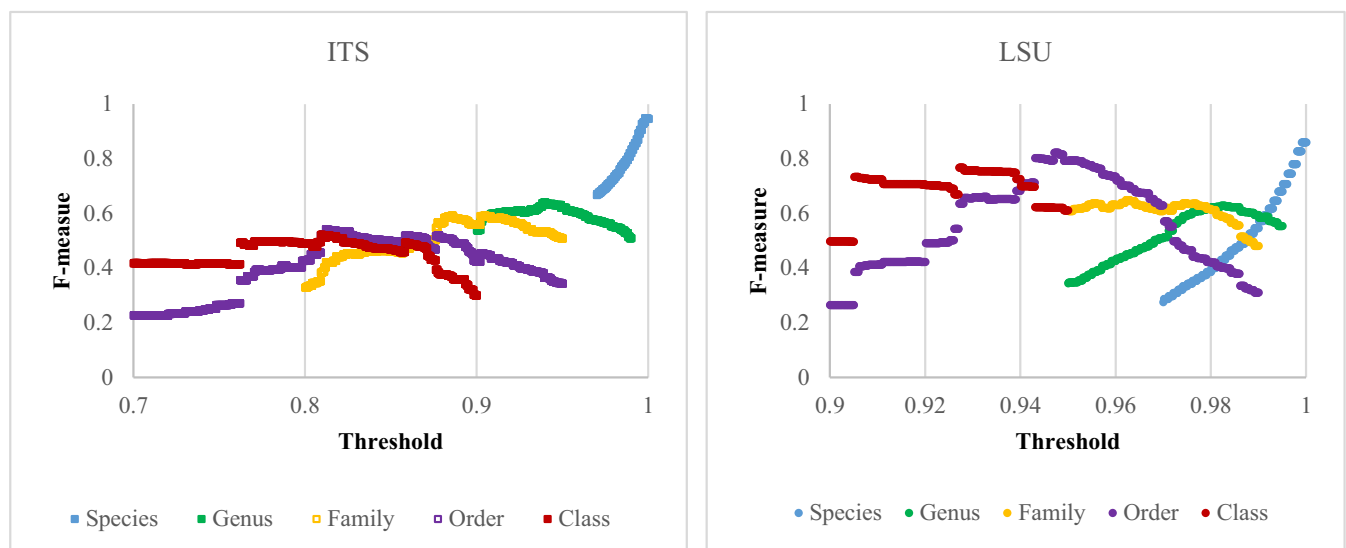 ITS
F-measue
1
0.8
0.6
0.4
0.2
0
0.7 0.8 0.9 1
Threshold
Species Genus Family Order Class
LSU
F-measure
1
0.8
0.6
0.4
0.2
0
0.9 0.92 0.94 0.96 0.98 1
Threshold
Species Genus Family Order Class